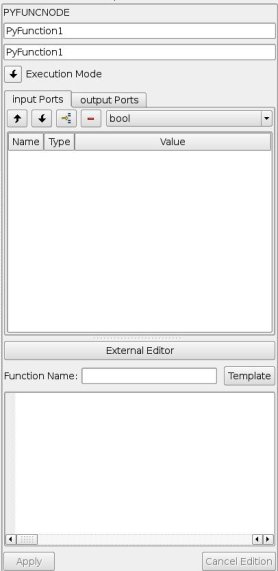 PYFUNCNODE
PyFunction1
PyFunction1
Execution Mode
input Ports output Ports
bool
Name Type Value
External Editor
Function Name: Template
Apply Cancel Edition